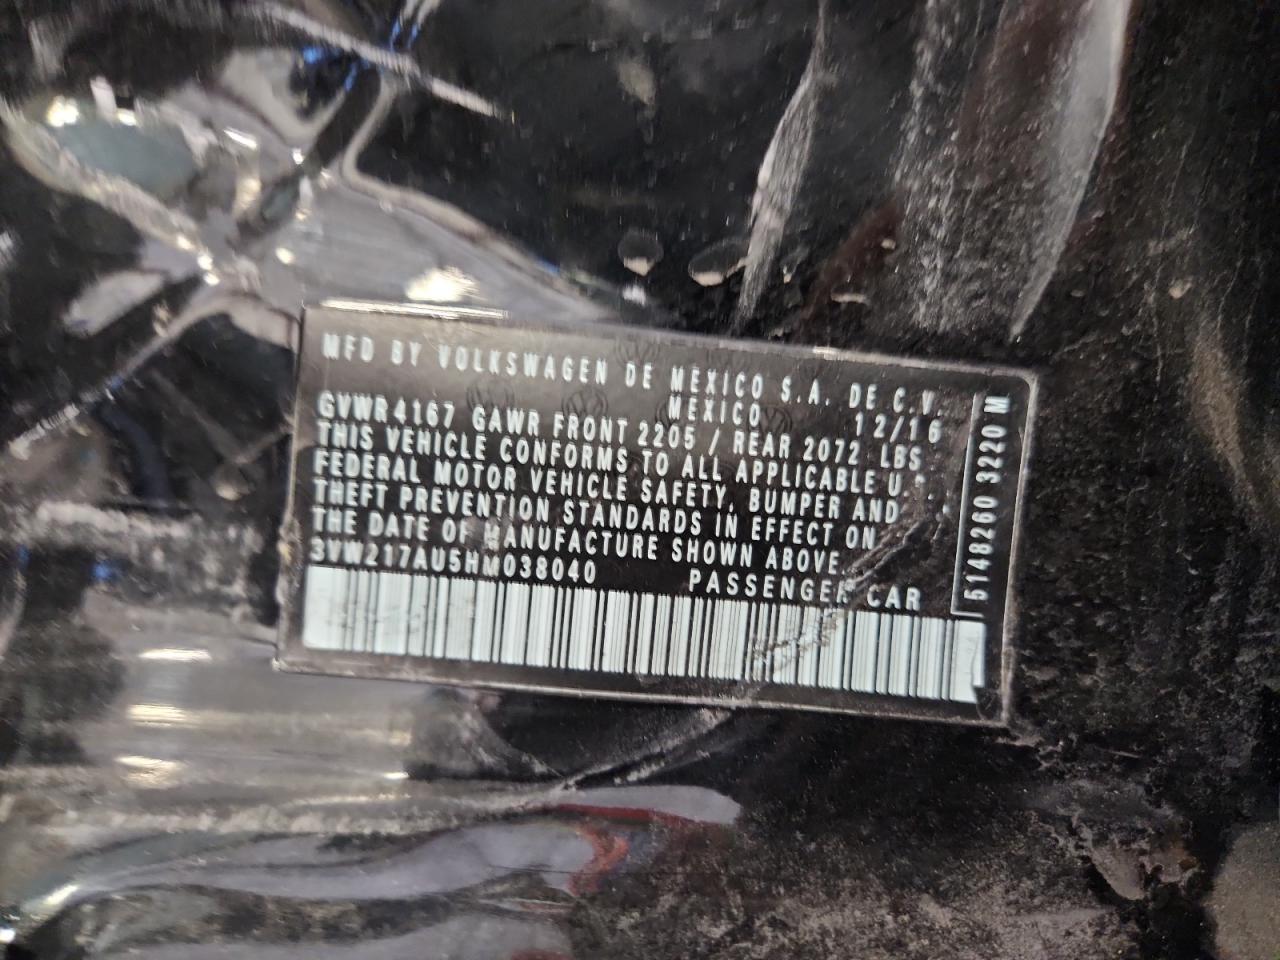 MFD BY VOLKSWAGEN DE MEXICO S.A. DE C.V.
MEXICO 12/16
GVWR 4167 GAWR FRONT 2205 / REAR 2072 LBS
THIS VEHICLE CONFORMS TO ALL APPLICABLE U.S.
FEDERAL MOTOR VEHICLE SAFETY, BUMPER AND
THEFT PREVENTION STANDARDS IN EFFECT ON
THE DATE OF MANUFACTURE SHOWN ABOVE.
3VW217AU5HM038040 PASSENGER CAR
5148260 3220 M